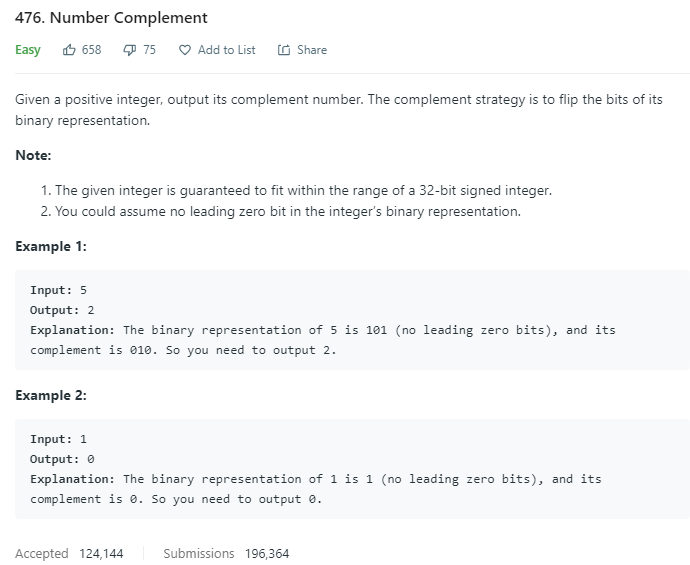 476. Number Complement
Easy 658 75 Add to List Share
Given a positive integer, output its complement number. The complement strategy is to flip the bits of its
binary representation.
Note:
1. The given integer is guaranteed to fit within the range of a 32-bit signed integer.
2. You could assume no leading zero bit in the integer's binary representation.
Example 1:
Input: 5
Output: 2
Explanation: The binary representation of 5 is 101 (no leading zero bits), and its
complement is 010. So you need to output 2.
Example 2:
Input: 1
Output: 0
Explanation: The binary representation of 1 is 1 (no leading zero bits), and its
complement is 0. So you need to output 0.
Accepted 124,144 Submissions 196,364